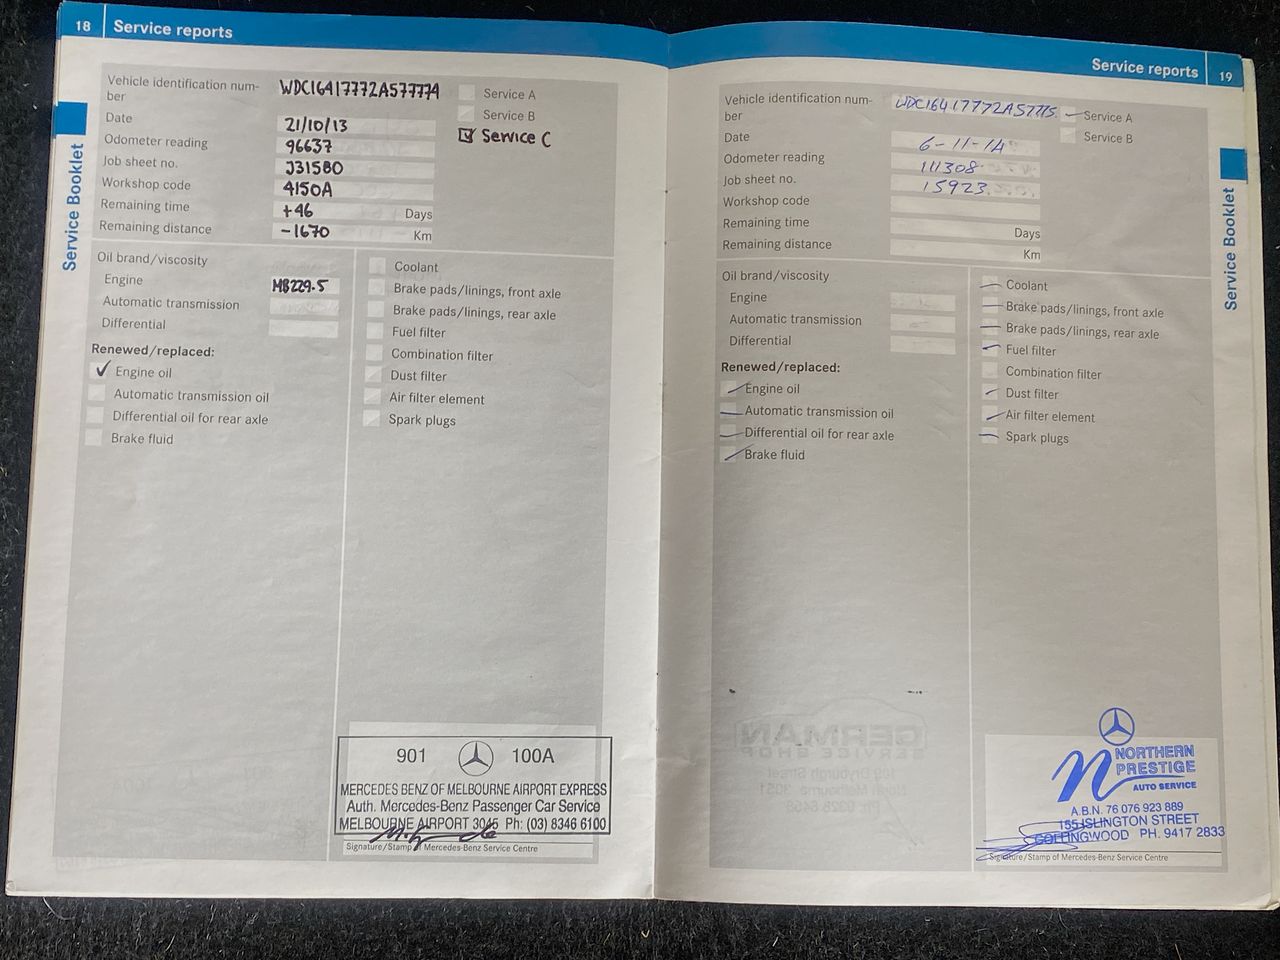 18 Service reports
Service Booklet
Vehicle identification num-
ber
WDC1641772A577774
Date 21/10/13
Odometer reading 96637
Job sheet no. J31580
Workshop code 4150A
Remaining time +46 Days
Remaining distance -1670 Km
Service A
Service B
Service C
Oil brand/viscosity
Engine MB229.5
Automatic transmission
Differential
Renewed/replaced:
✓ Engine oil
Automatic transmission oil
Differential oil for rear axle
Brake fluid
Coolant
Brake pads/linings, front axle
Brake pads/linings, rear axle
Fuel filter
Combination filter
Dust filter
Air filter element
Spark plugs
901 100A
MERCEDES BENZ OF MELBOURNE AIRPORT EXPRESS
Auth. Mercedes-Benz Passenger Car Service
MELBOURNE AIRPORT 3045 Ph: (03) 8346 6100
Signature/Stamp of Mercedes-Benz Service Centre
Service reports 19
Service Booklet
Vehicle identification num-
ber
Date 6-11-14
Odometer reading 111308
Job sheet no. 15923
Workshop code
Remaining time Days
Remaining distance Km
Service A
Service B
Oil brand/viscosity
Engine
Automatic transmission
Differential
Renewed/replaced:
Engine oil
Automatic transmission oil
Differential oil for rear axle
Brake fluid
Coolant
Brake pads/linings, front axle
Brake pads/linings, rear axle
Fuel filter
Combination filter
Dust filter
Air filter element
Spark plugs
NORTHERN
PRESTIGE
AUTO SERVICE
A.B.N. 76 076 923 889
155 ISLINGTON STREET
COLLINGWOOD PH. 9417 2833
Signature/Stamp of Mercedes-Benz Service Centre